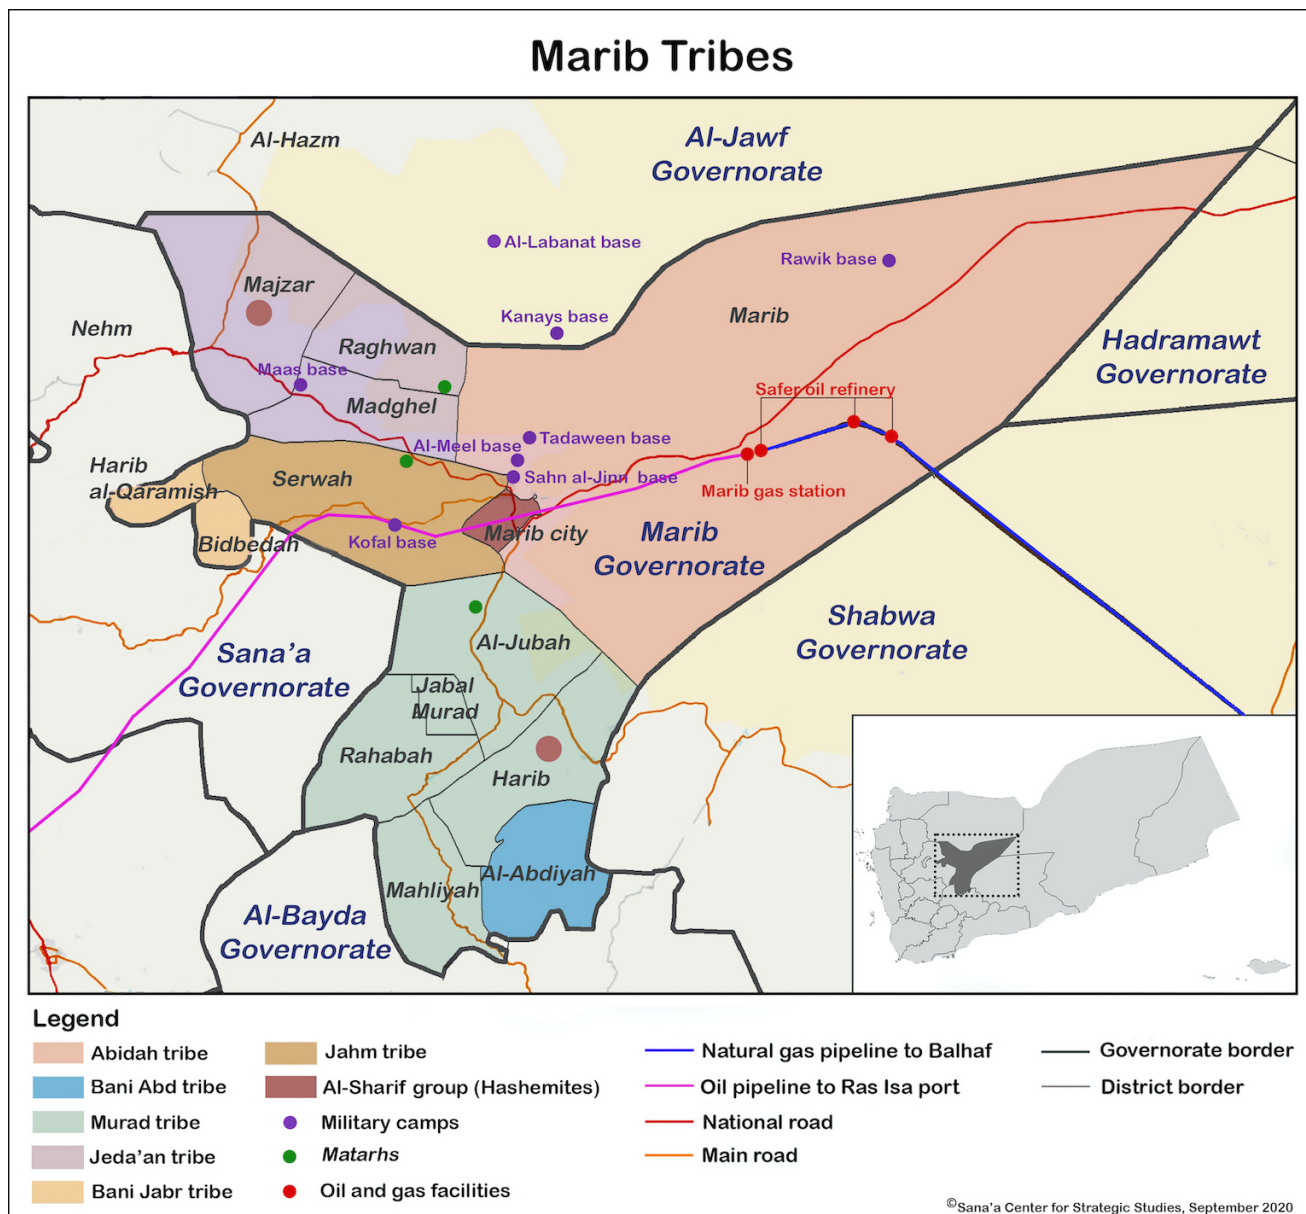 Marib Tribes
Al-Hazm
Al-Jawf
Governorate
Al-Labanat base
Rawik base
Majzar
Kanays base
Marib
Nehm
Raghwan
Hadramawt
Governorate
Maas base
Safer oil refinery
Madghel
Al-Meel base
Tadaween base
Harib
al-Qaramish
Serwah
Sahn al-Jinn base
Marib gas station
Bidbedah
Kofal base
Marib city
Marib
Governorate
Shabwa
Governorate
Al-Jubah
Sana’a
Governorate
Jabal
Murad
Rahabah
Harib
Al-Abdiyah
Mahliyah
Al-Bayda
Governorate
Legend
Abidah tribe
Bani Abd tribe
Murad tribe
Jeda’an tribe
Bani Jabr tribe
Jahm tribe
Al-Sharif group (Hashemites)
Military camps
Matarhs
Oil and gas facilities
Natural gas pipeline to Balhaf
Oil pipeline to Ras Isa port
National road
Main road
Governorate border
District border
©Sana’a Center for Strategic Studies, September 2020